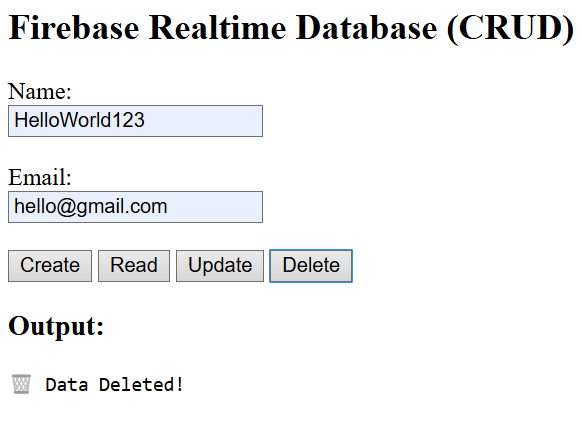 Firebase Realtime Database (CRUD)
Name:
HelloWorld123
Email:
hello@gmail.com
Create Read Update Delete
Output:
🗑️ Data Deleted!